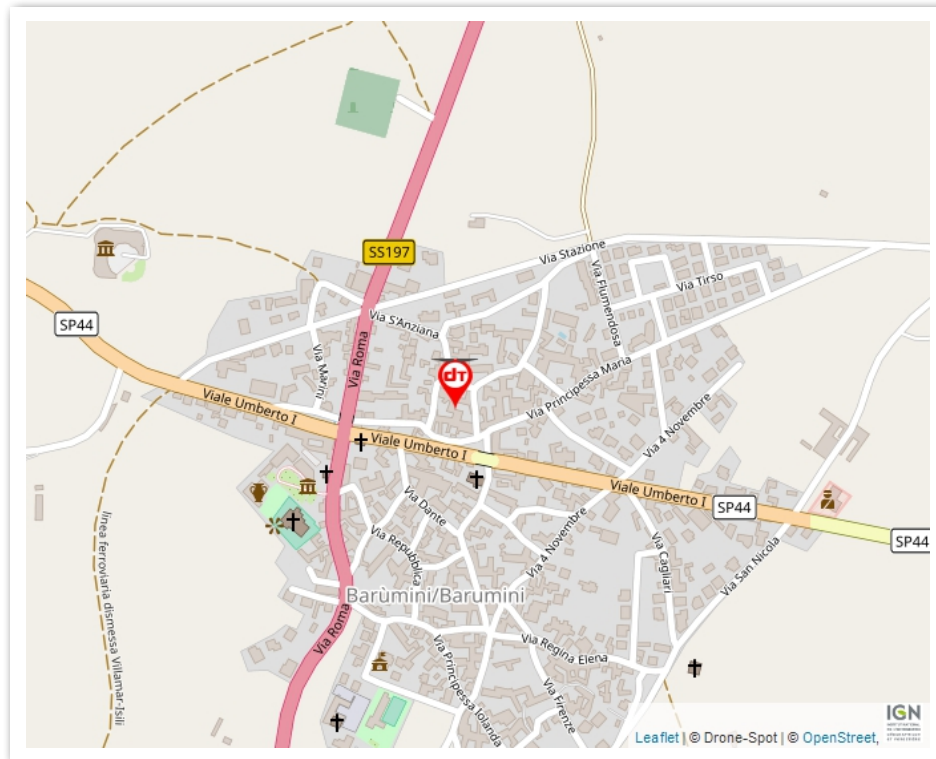 SS197
Via Stazione
Via Flumendosa
Via Tirso
SP44
Via S'Anziana
Via Marini
Via Roma
Via Principessa Maria
Viale Umberto I
Viale Umberto I
Via 4 Novembre
Viale Umberto I
SP44
SP44
Via Dante
Via Repubblica
Via 4 Novembre
Via Cagliari
Via San Nicola
linea ferroviaria dismessa Villamar-Isili
Barùmini/Barumini
Via Roma
Via Regina Elena
Via Principessa Iolanda
Via Firenze
IGN
Leaflet | © Drone-Spot | © OpenStreet,